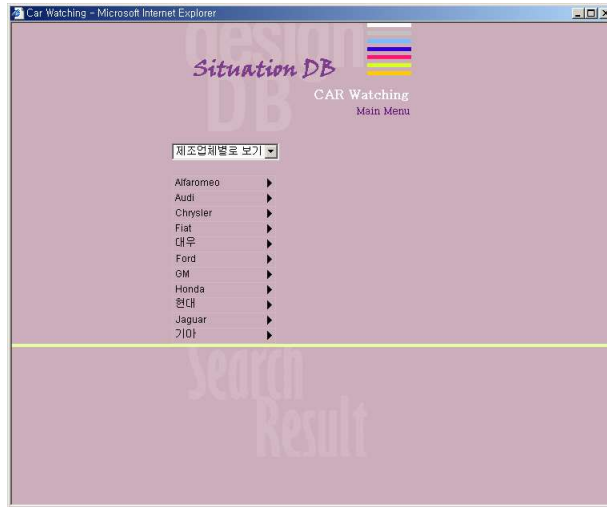 Car Watching - Microsoft Internet Explorer
design
DB
Situation DB
CAR Watching
Main Menu
제조업체별로 보기
Alfaromeo
Audi
Chrysler
Fiat
대우
Ford
GM
Honda
현대
Jaguar
기아
Search
Result